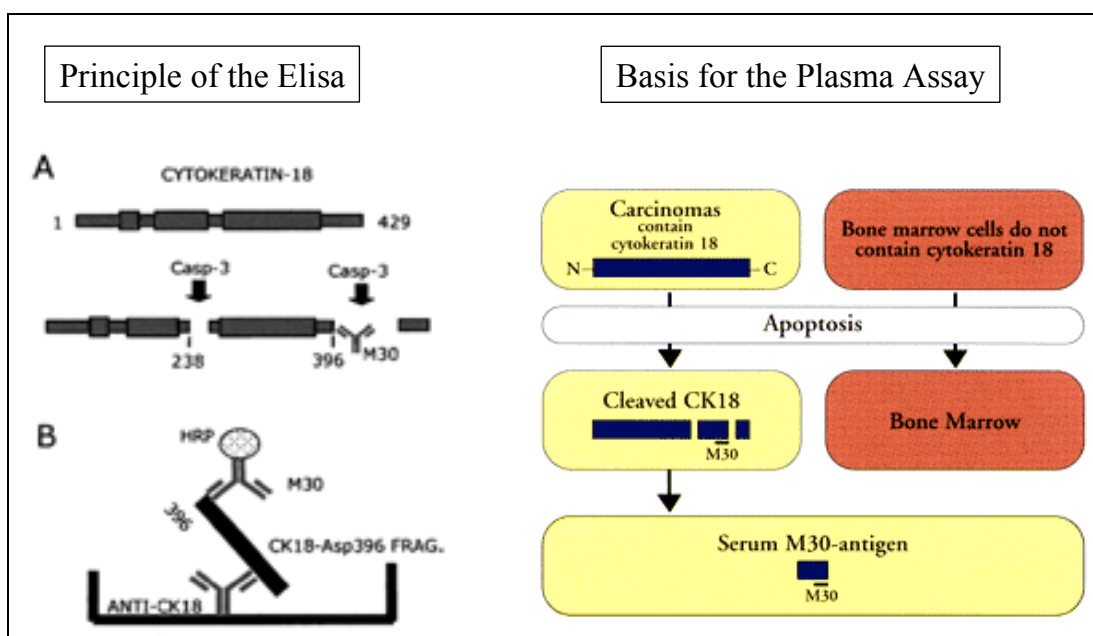 Principle of the Elisa
A
CYTOKERATIN-18
1
429
Casp-3
Casp-3
238
396
M30
B
HRP
M30
396
CK18-Asp396 FRAG.
ANTI-CK18
Basis for the Plasma Assay
Carcinomas
contain
cytokeratin 18
N
C
Bone marrow cells do not
contain cytokeratin 18
Apoptosis
Cleaved CK18
M30
Bone Marrow
Serum M30-antigen
M30